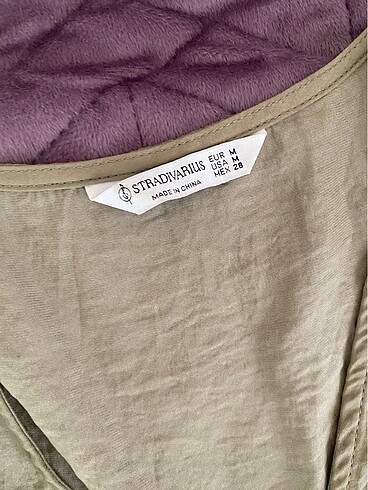 STRADIVARIUS
MADE IN CHINA
EUR M
USA M
MEX 28